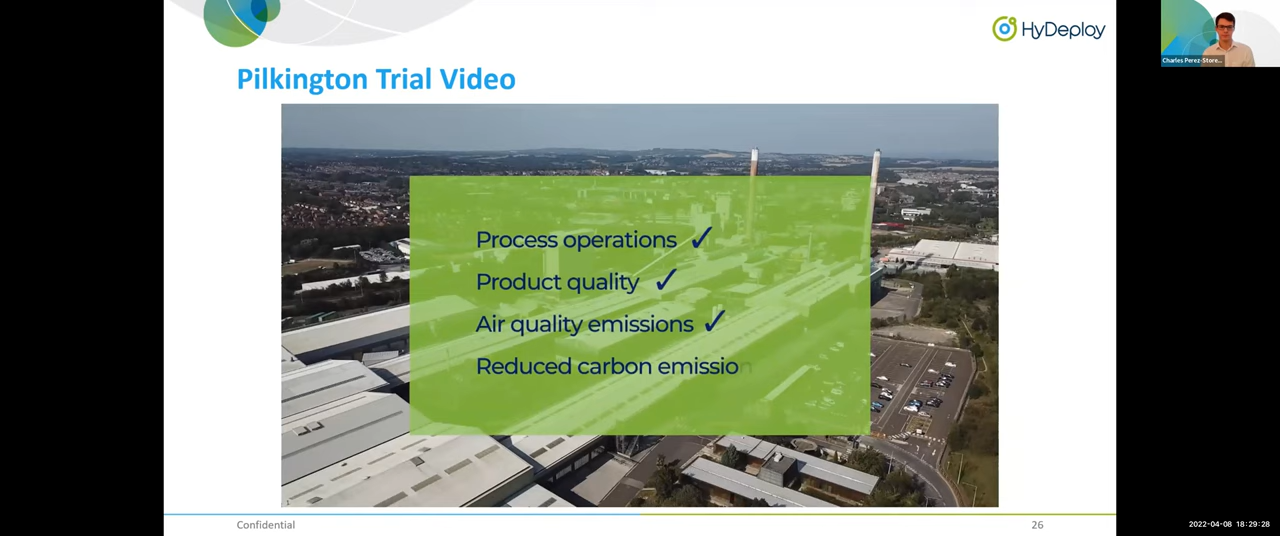 HyDeploy
Charles Perez-Store...
Pilkington Trial Video
Process operations ✓
Product quality ✓
Air quality emissions ✓
Reduced carbon emission
Confidential
26
2022-04-08 18:29:28